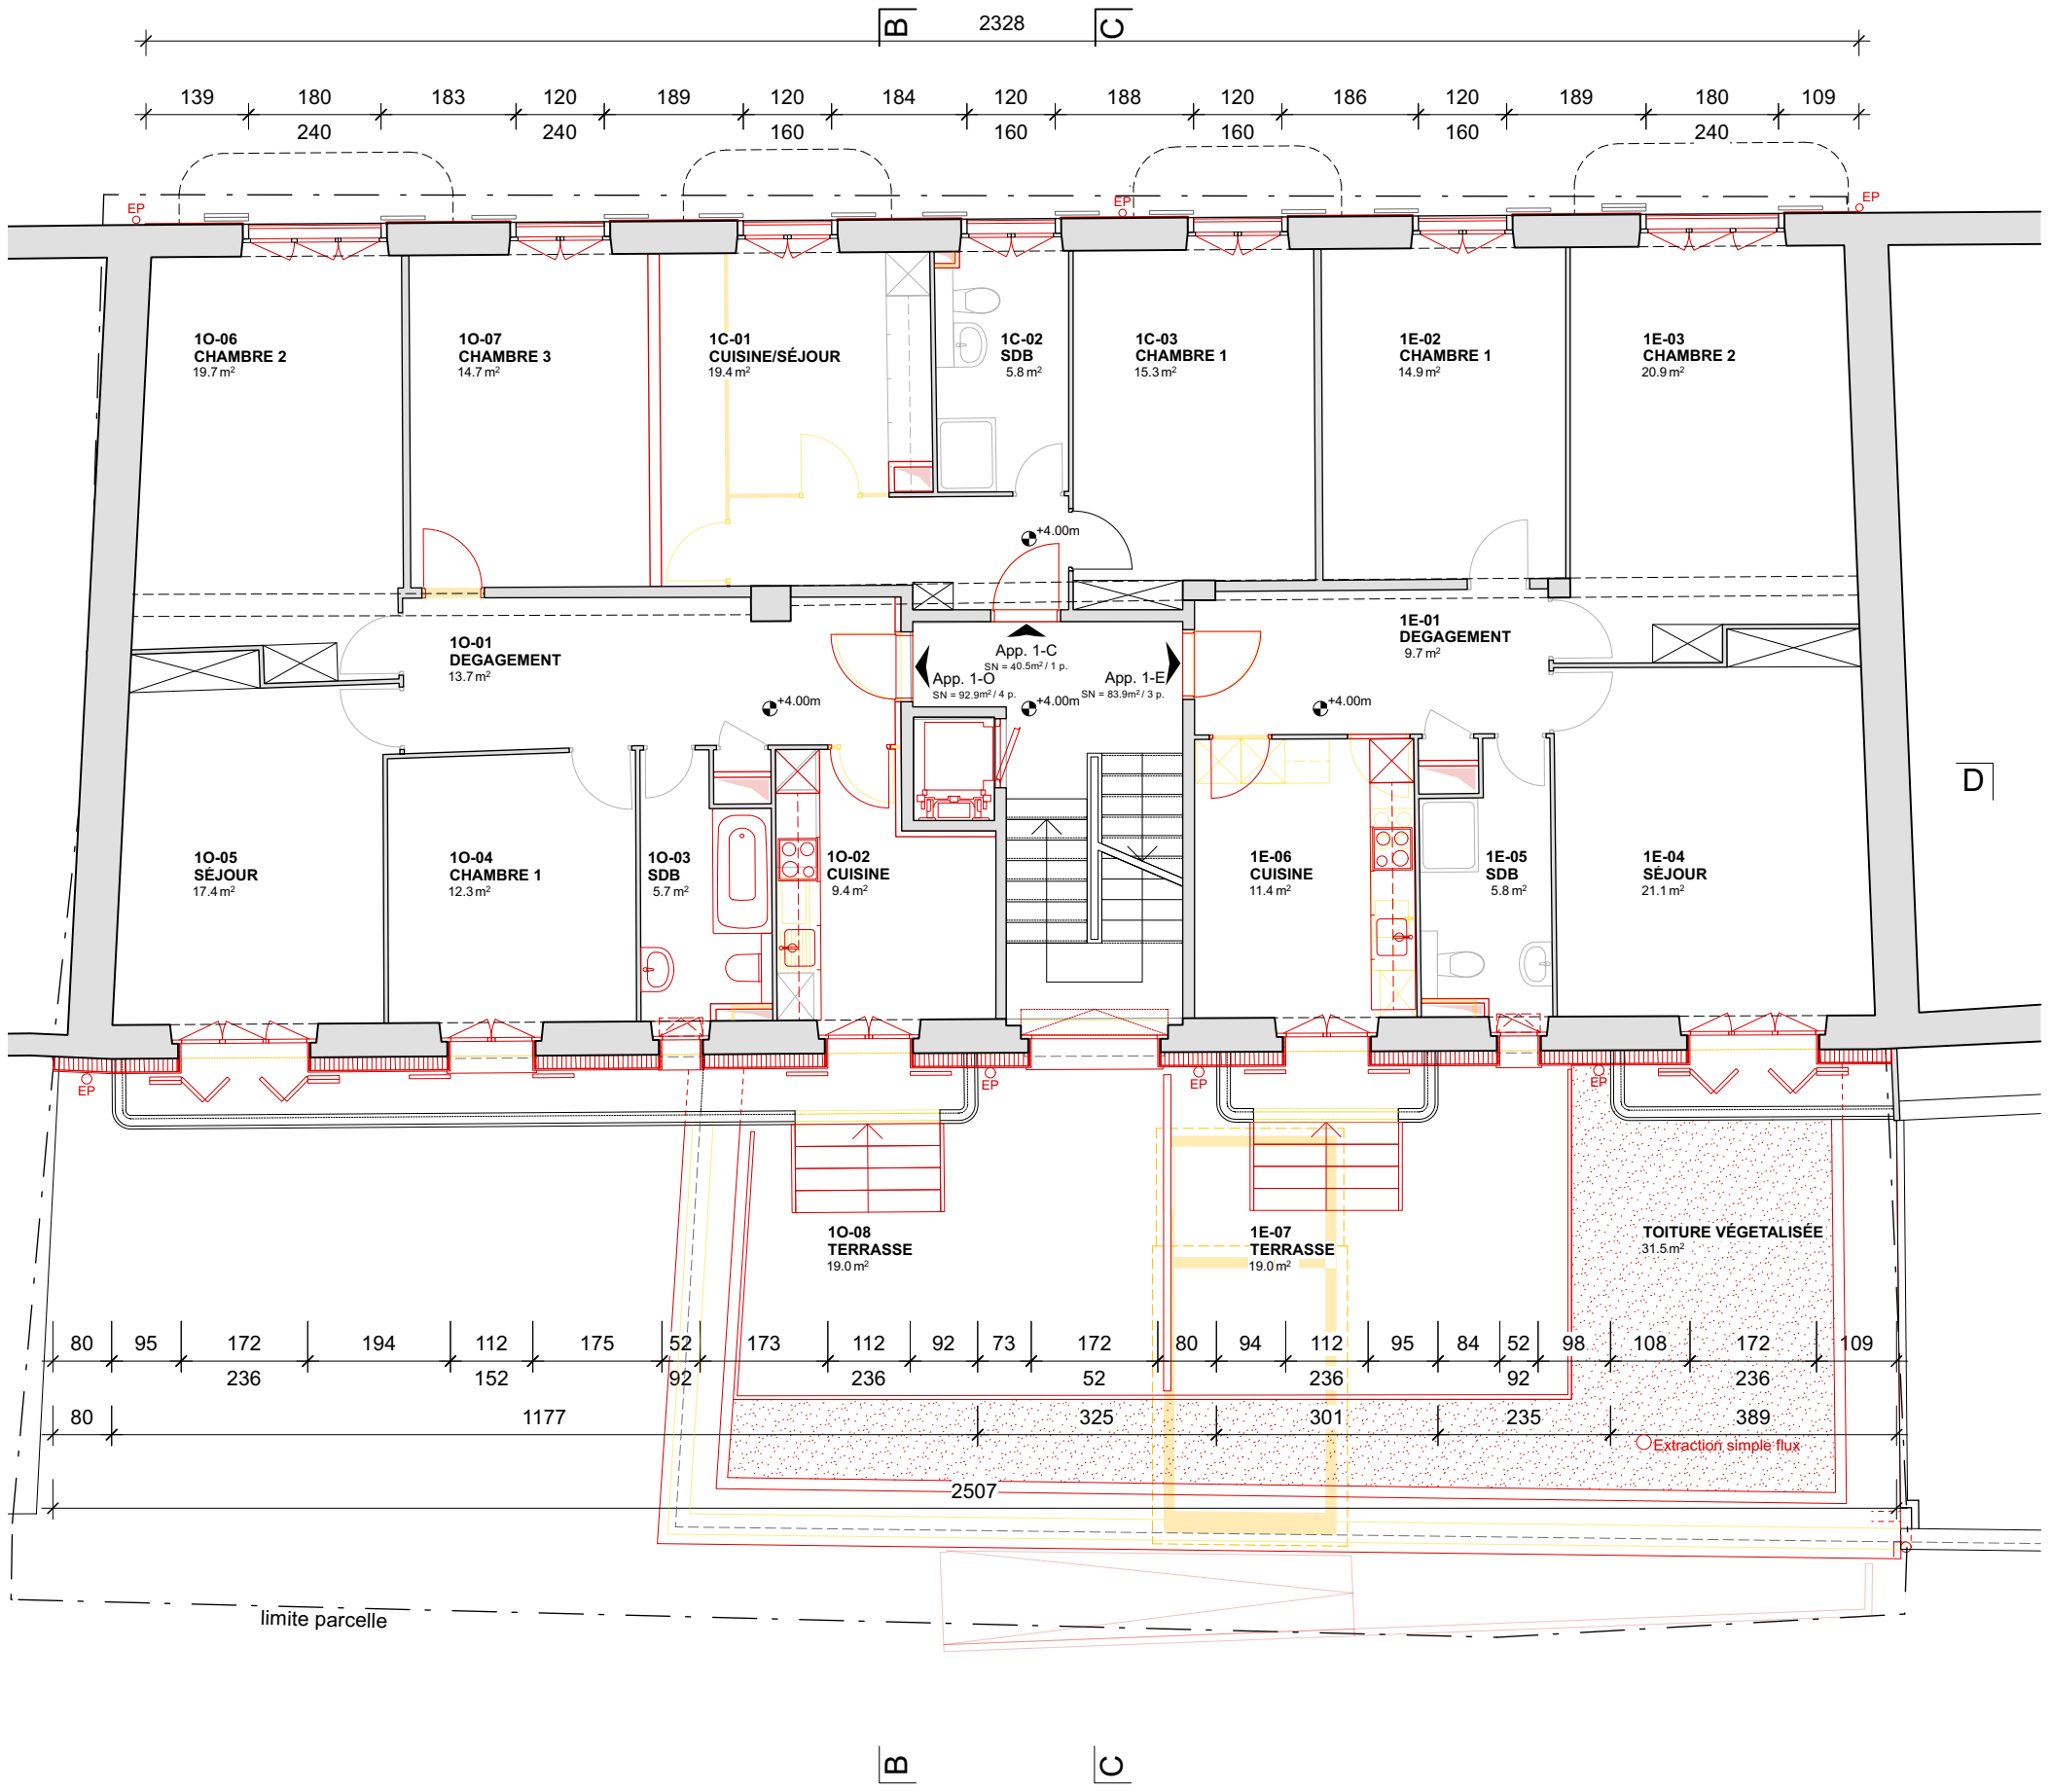 B
2328
C
139 180 183 120 189 120 184 120 188 120 186 120 189 180 109
240 240 160 160 160 160 240
EP EP EP
1O-06
CHAMBRE 2
19.7 m²
1O-07
CHAMBRE 3
14.7 m²
1C-01
CUISINE/SÉJOUR
19.4 m²
1C-02
SDB
5.8 m²
1C-03
CHAMBRE 1
15.3 m²
1E-02
CHAMBRE 1
14.9 m²
1E-03
CHAMBRE 2
20.9 m²
+4.00m
1O-01
DEGAGEMENT
13.7 m²
App. 1-C
SN = 40.5m² / 1 p.
App. 1-O
SN = 92.9m² / 4 p.
App. 1-E
SN = 83.9m² / 3 p.
1E-01
DEGAGEMENT
9.7 m²
+4.00m +4.00m +4.00m
D
1O-05
SÉJOUR
17.4 m²
1O-04
CHAMBRE 1
12.3 m²
1O-03
SDB
5.7 m²
1O-02
CUISINE
9.4 m²
1E-06
CUISINE
11.4 m²
1E-05
SDB
5.8 m²
1E-04
SÉJOUR
21.1 m²
EP EP EP EP
1O-08
TERRASSE
19.0 m²
1E-07
TERRASSE
19.0 m²
TOITURE VÉGETALISÉE
31.5 m²
80 95 172 194 112 175 52 173 112 92 73 172 80 94 112 95 84 52 98 108 172 109
236 152 92 236 52 236 92 236
80 1177 325 301 235 389
Extraction simple flux
2507
limite parcelle
B
C